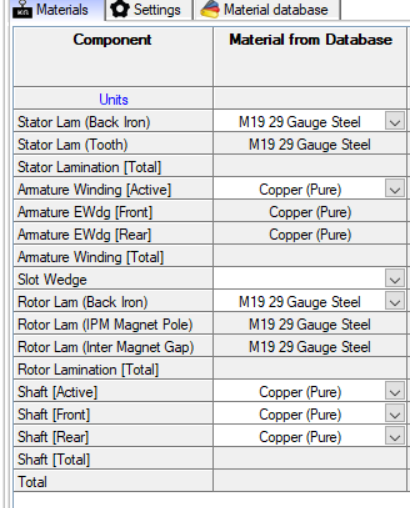 Materials Settings Material database
Component Material from Database
Units
Stator Lam (Back Iron) M19 29 Gauge Steel
Stator Lam (Tooth) M19 29 Gauge Steel
Stator Lamination [Total]
Armature Winding [Active] Copper (Pure)
Armature EWdg [Front] Copper (Pure)
Armature EWdg [Rear] Copper (Pure)
Armature Winding [Total]
Slot Wedge
Rotor Lam (Back Iron) M19 29 Gauge Steel
Rotor Lam (IPM Magnet Pole) M19 29 Gauge Steel
Rotor Lam (Inter Magnet Gap) M19 29 Gauge Steel
Rotor Lamination [Total]
Shaft [Active] Copper (Pure)
Shaft [Front] Copper (Pure)
Shaft [Rear] Copper (Pure)
Shaft [Total]
Total